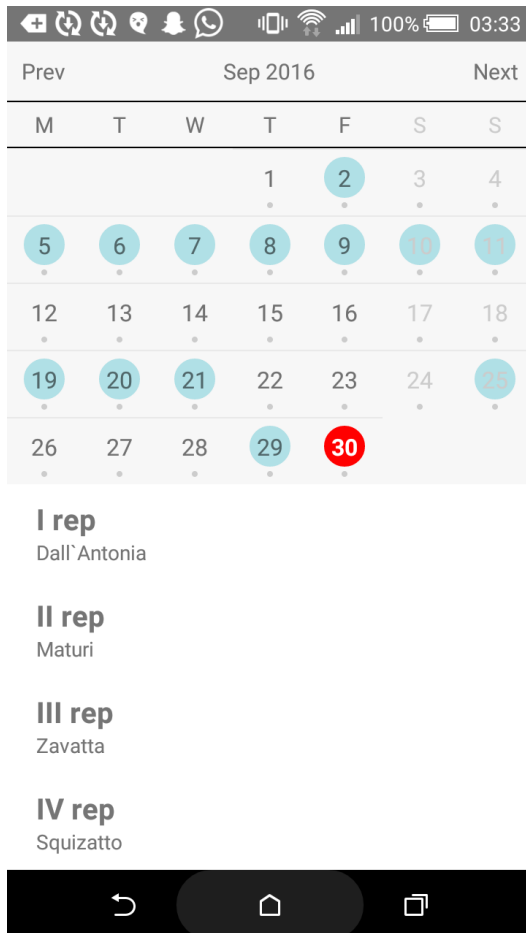 100% 03:33
Prev Sep 2016 Next
M T W T F S S
1 2 3 4
5 6 7 8 9 10 11
12 13 14 15 16 17 18
19 20 21 22 23 24 25
26 27 28 29 30
I rep
Dall`Antonia
II rep
Maturi
III rep
Zavatta
IV rep
Squizatto